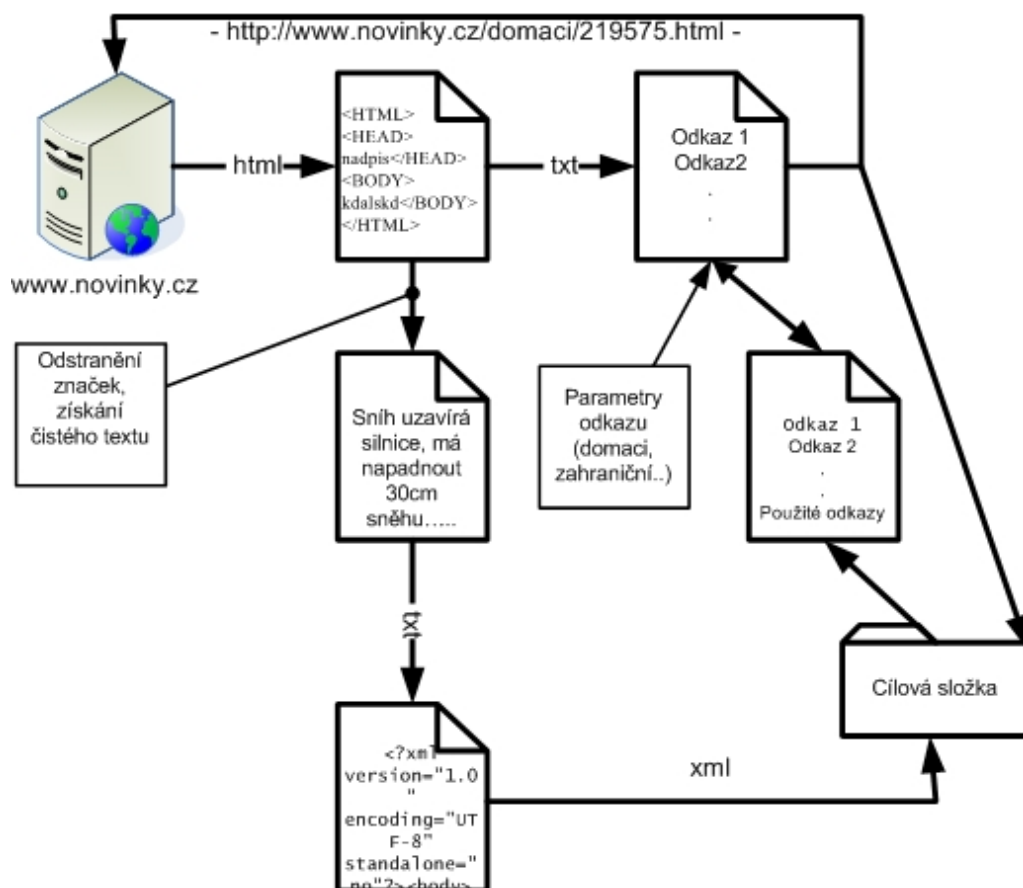 - http://www.novinky.cz/domaci/219575.html -
<HTML>
<HEAD>
nadpis</HEAD>
<BODY>
kdalskd</BODY>
</HTML>
html
txt
Odkaz 1
Odkaz2
.
.
www.novinky.cz
Odstranění
značek,
získání
čistého textu
Sníh uzavírá
silnice, má
napadnout
30cm
sněhu.....
Parametry
odkazu
(domaci,
zahraniční..)
odkaz 1
Odkaz 2
.
.
Použité odkazy
txt
Cílová složka
<?xml
version="1.0
"
encoding="UT
F-8"
standalone="
no"?><body>
xml